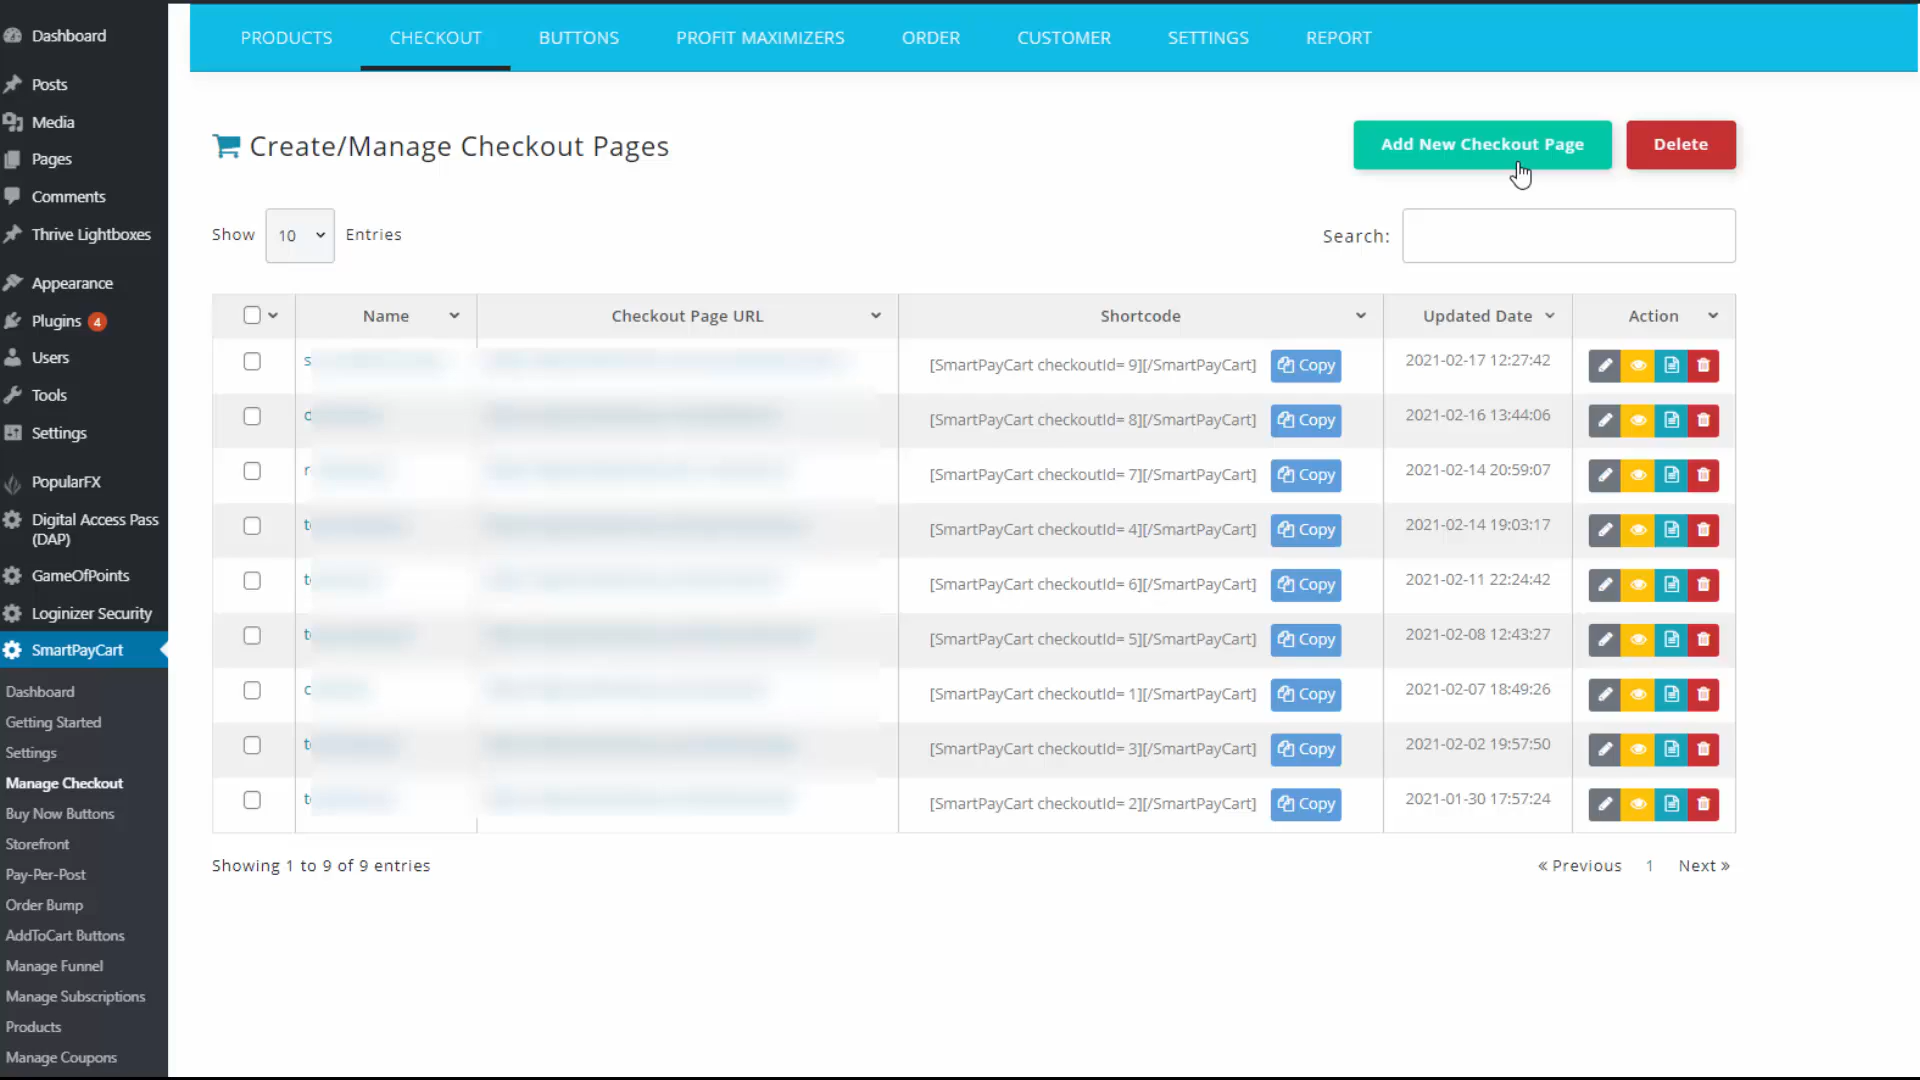 Dashboard
Posts
Media
Pages
Comments
Thrive Lightboxes
Appearance
Plugins 4
Users
Tools
Settings
PopularFX
Digital Access Pass
(DAP)
GameOfPoints
Loginizer Security
SmartPayCart
Dashboard
Getting Started
Settings
Manage Checkout
Buy Now Buttons
Storefront
Pay-Per-Post
Order Bump
AddToCart Buttons
Manage Funnel
Manage Subscriptions
Products
Manage Coupons
PRODUCTS CHECKOUT BUTTONS PROFIT MAXIMIZERS ORDER CUSTOMER SETTINGS REPORT
Create/Manage Checkout Pages Add New Checkout Page Delete
Show 10 Entries Search:
Name Checkout Page URL Shortcode Updated Date Action
s [SmartPayCart checkoutId= 9][/SmartPayCart] Copy 2021-02-17 12:27:42
[SmartPayCart checkoutId= 8][/SmartPayCart] Copy 2021-02-16 13:44:06
r [SmartPayCart checkoutId= 7][/SmartPayCart] Copy 2021-02-14 20:59:07
t [SmartPayCart checkoutId= 4][/SmartPayCart] Copy 2021-02-14 19:03:17
t [SmartPayCart checkoutId= 6][/SmartPayCart] Copy 2021-02-11 22:24:42
t [SmartPayCart checkoutId= 5][/SmartPayCart] Copy 2021-02-08 12:43:27
[SmartPayCart checkoutId= 1][/SmartPayCart] Copy 2021-02-07 18:49:26
t [SmartPayCart checkoutId= 3][/SmartPayCart] Copy 2021-02-02 19:57:50
t [SmartPayCart checkoutId= 2][/SmartPayCart] Copy 2021-01-30 17:57:24
Showing 1 to 9 of 9 entries « Previous 1 Next »